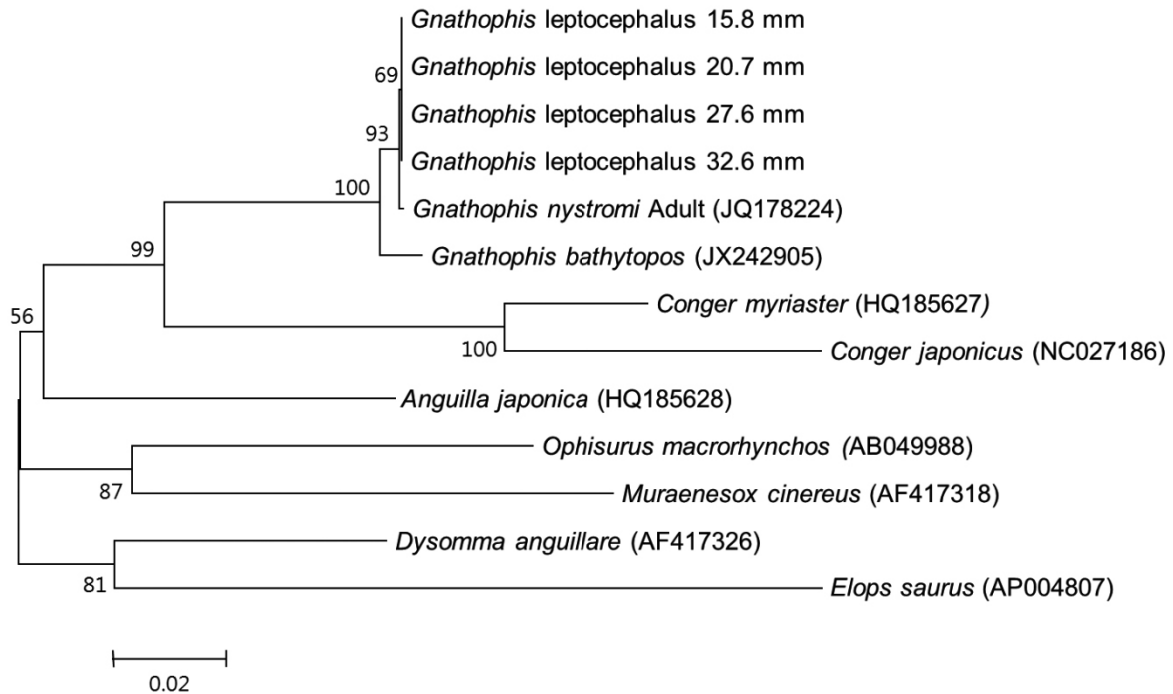 Gnathophis leptocephalus 15.8 mm
69
Gnathophis leptocephalus 20.7 mm
Gnathophis leptocephalus 27.6 mm
93
Gnathophis leptocephalus 32.6 mm
100
Gnathophis nystromi Adult (JQ178224)
99
Gnathophis bathytopos (JX242905)
Conger myriaster (HQ185627)
56
100
Conger japonicus (NC027186)
Anguilla japonica (HQ185628)
Ophisurus macrorhynchos (AB049988)
87
Muraenesox cinereus (AF417318)
Dysomma anguillare (AF417326)
81
Elops saurus (AP004807)
0.02